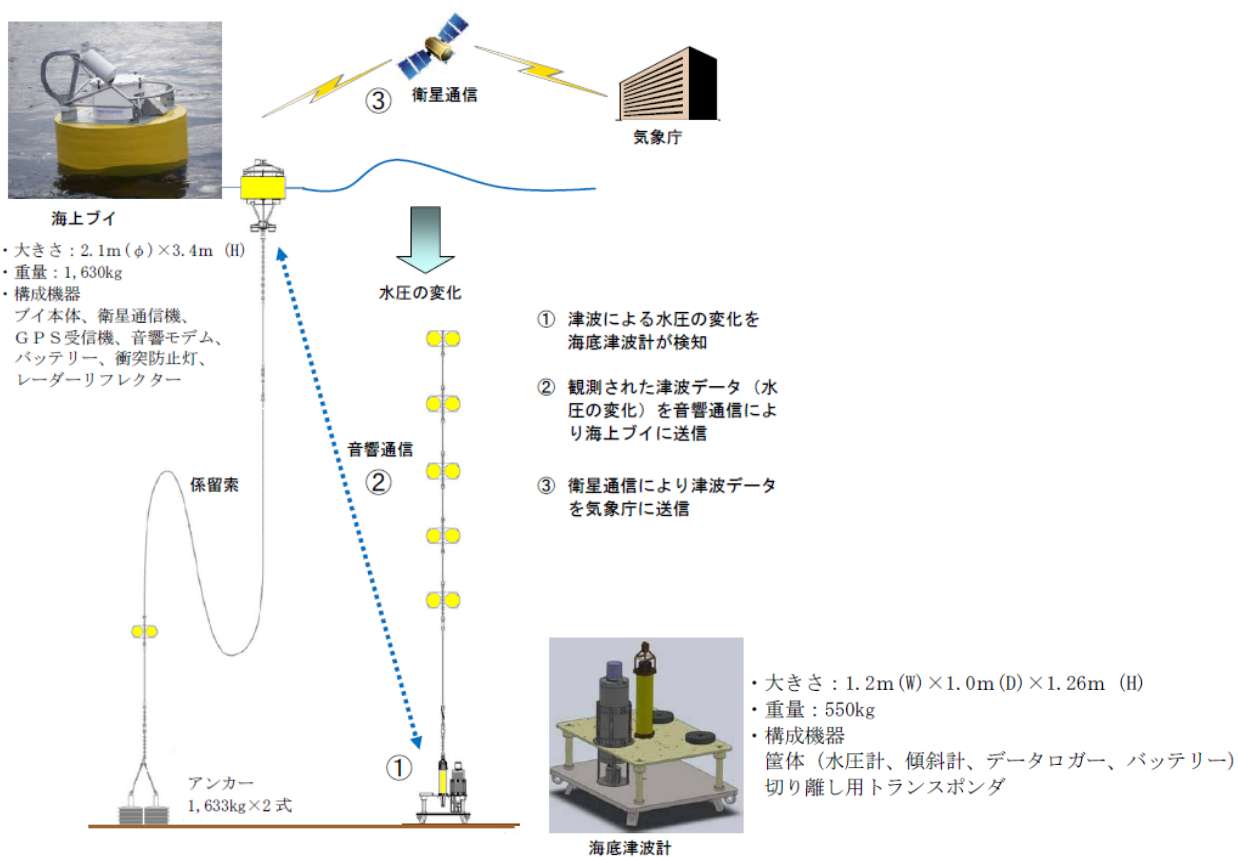 ③
衛星通信
気象庁
海上ブイ
・大きさ：2.1m(φ)×3.4m (H)
・重量：1,630kg
・構成機器
ブイ本体、衛星通信機、
ＧＰＳ受信機、音響モデム、
バッテリー、衝突防止灯、
レーダーリフレクター
水圧の変化
① 津波による水圧の変化を
海底津波計が検知
② 観測された津波データ（水
圧の変化）を音響通信によ
り海上ブイに送信
③ 衛星通信により津波データ
を気象庁に送信
音響通信
②
係留索
①
アンカー
1,633kg×2式
・大きさ：1.2m(W)×1.0m(D)×1.26m (H)
・重量：550kg
・構成機器
筐体（水圧計、傾斜計、データロガー、バッテリー）
切り離し用トランスポンダ
海底津波計